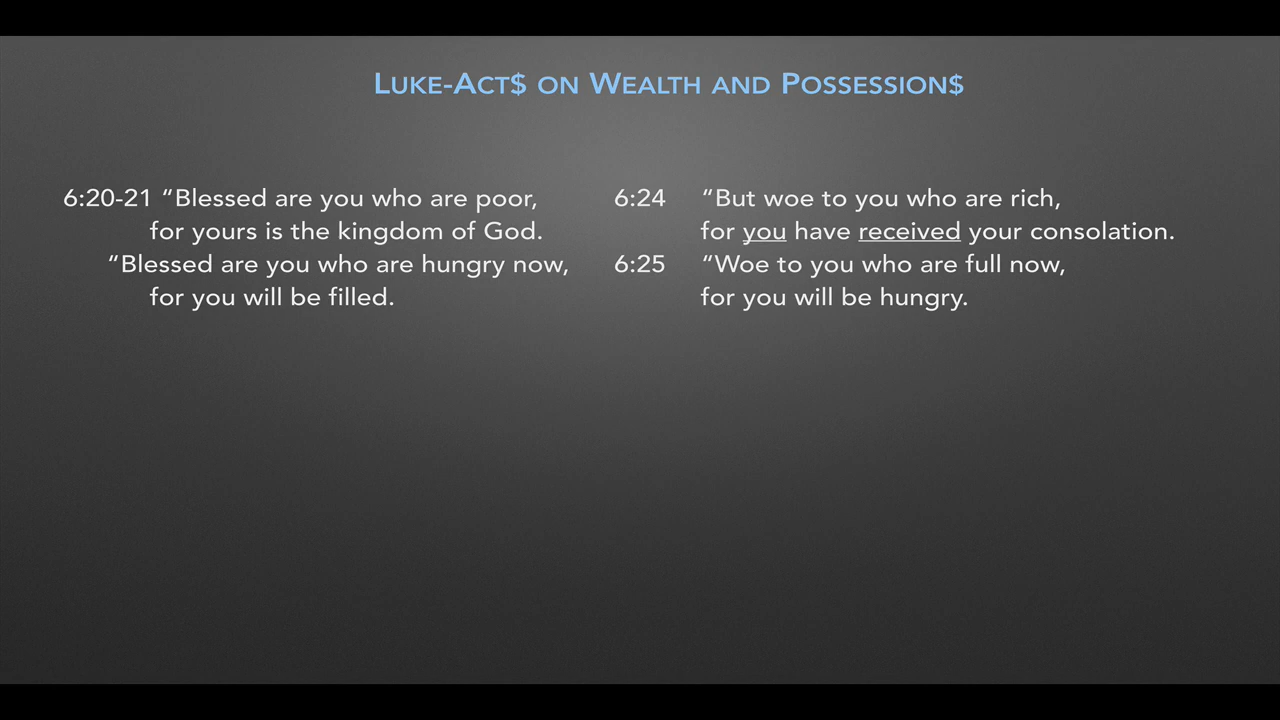 Luke-Act$ on Wealth and Possession$
6:20-21 “Blessed are you who are poor,
for yours is the kingdom of God.
“Blessed are you who are hungry now,
for you will be filled.
6:24 “But woe to you who are rich,
for you have received your consolation.
6:25 “Woe to you who are full now,
for you will be hungry.